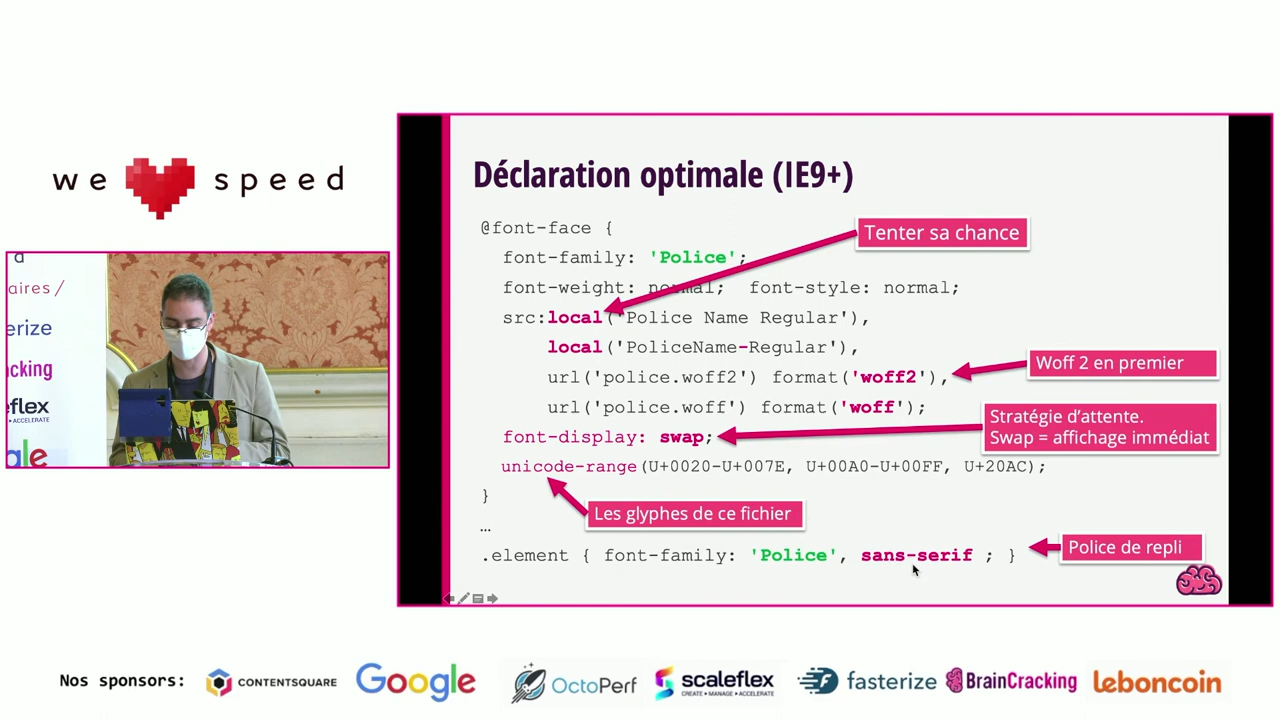 we speed
d
aires/
erize
cking
eflex
• ACCELERATE
gle
Déclaration optimale (IE9+)
@font-face {
font-family: 'Police';
font-weight: normal; font-style: normal;
src:local('Police Name Regular'),
local('PoliceName-Regular'),
url('police.woff2') format('woff2'),
url('police.woff') format('woff');
font-display: swap;
unicode-range(U+0020-U+007E, U+00A0-U+00FF, U+20AC);
}
…
.element { font-family: 'Police', sans-serif ; }
Tenter sa chance
Woff 2 en premier
Stratégie d'attente.
Swap = affichage immédiat
Les glyphes de ce fichier
Police de repli
Nos sponsors: CONTENTSQUARE Google OctoPerf scaleflex fasterize BrainCracking leboncoin
CREATE • MANAGE • ACCELERATE